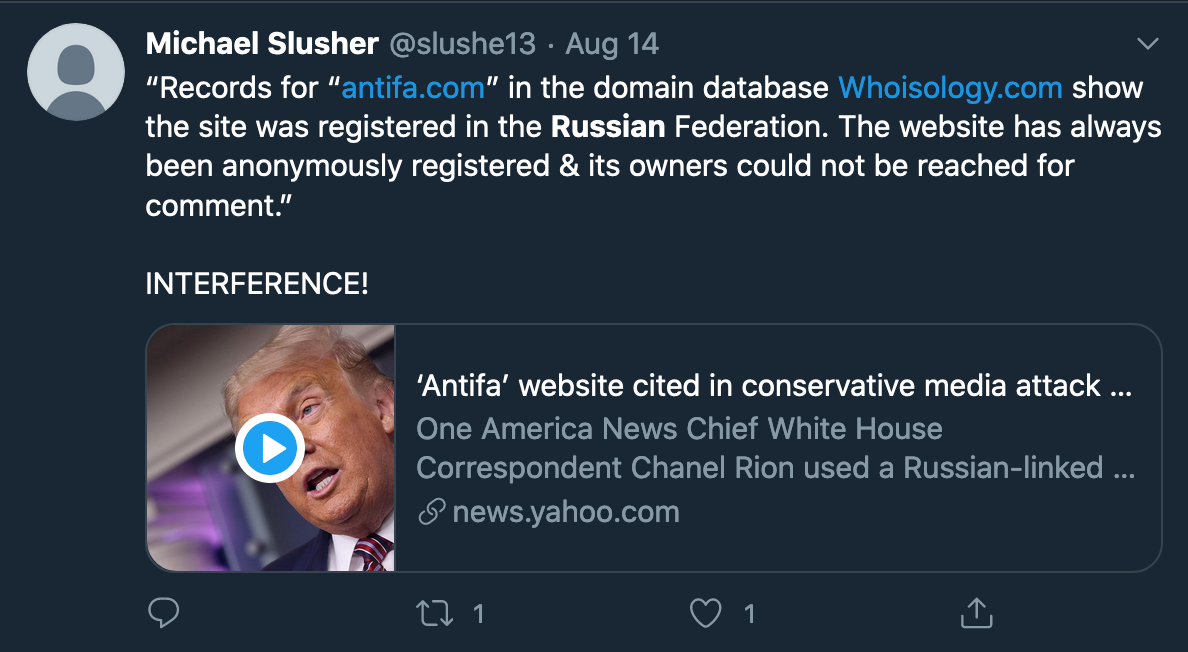 Michael Slusher @slushe13 · Aug 14
“Records for “antifa.com” in the domain database Whoisology.com show
the site was registered in the Russian Federation. The website has always
been anonymously registered & its owners could not be reached for
comment.”
INTERFERENCE!
‘Antifa’ website cited in conservative media attack ...
One America News Chief White House
Correspondent Chanel Rion used a Russian-linked ...
news.yahoo.com
1
1